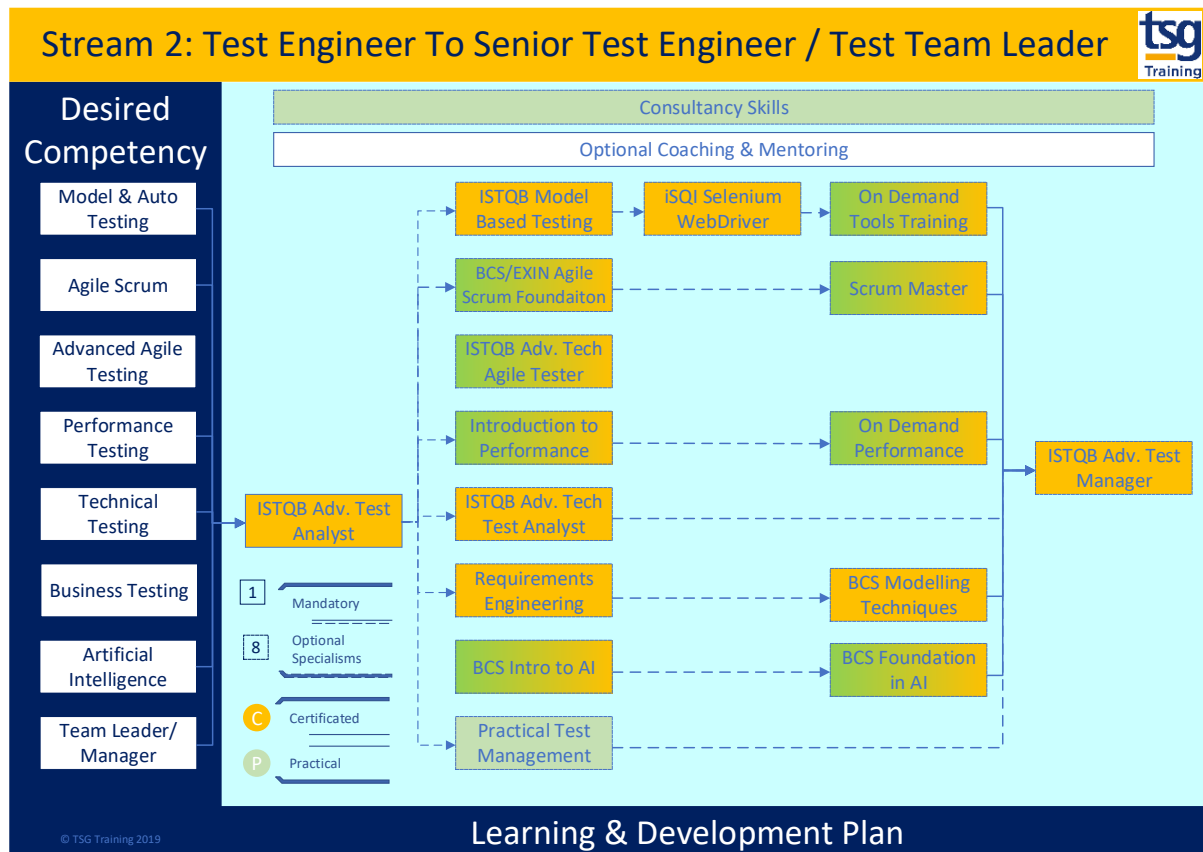 Stream 2: Test Engineer To Senior Test Engineer / Test Team Leader
tsg
Training
Desired
Competency
Consultancy Skills
Optional Coaching & Mentoring
Model & Auto
Testing
ISTQB Model
Based Testing
iSQI Selenium
WebDriver
On Demand
Tools Training
Agile Scrum
BCS/EXIN Agile
Scrum Foundaiton
Scrum Master
Advanced Agile
Testing
ISTQB Adv. Tech
Agile Tester
Performance
Testing
Introduction to
Performance
On Demand
Performance
ISTQB Adv. Test
Manager
Technical
Testing
ISTQB Adv. Test
Analyst
ISTQB Adv. Tech
Test Analyst
Business Testing
Requirements
Engineering
BCS Modelling
Techniques
1
Mandatory
8
Optional
Specialisms
Artificial
Intelligence
BCS Intro to AI
BCS Foundation
in AI
C
Certificated
P
Practical
Team Leader/
Manager
Practical Test
Management
© TSG Training 2019
Learning & Development Plan